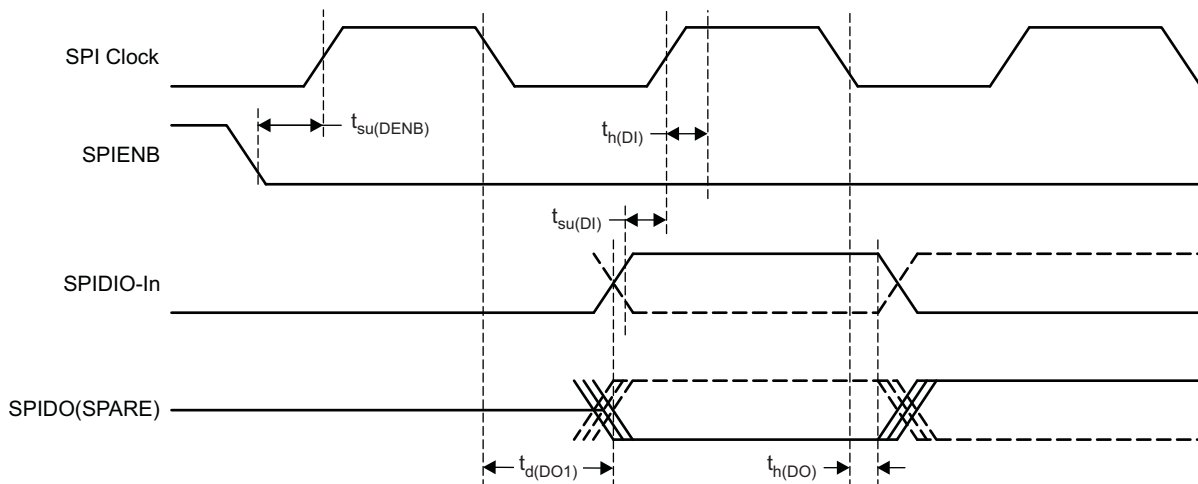 SPI Clock
t_su(DENB)
t_h(DI)
SPIENB
t_su(DI)
SPIDIO-In
SPIDO(SPARE)
t_d(DO1)
t_h(DO)